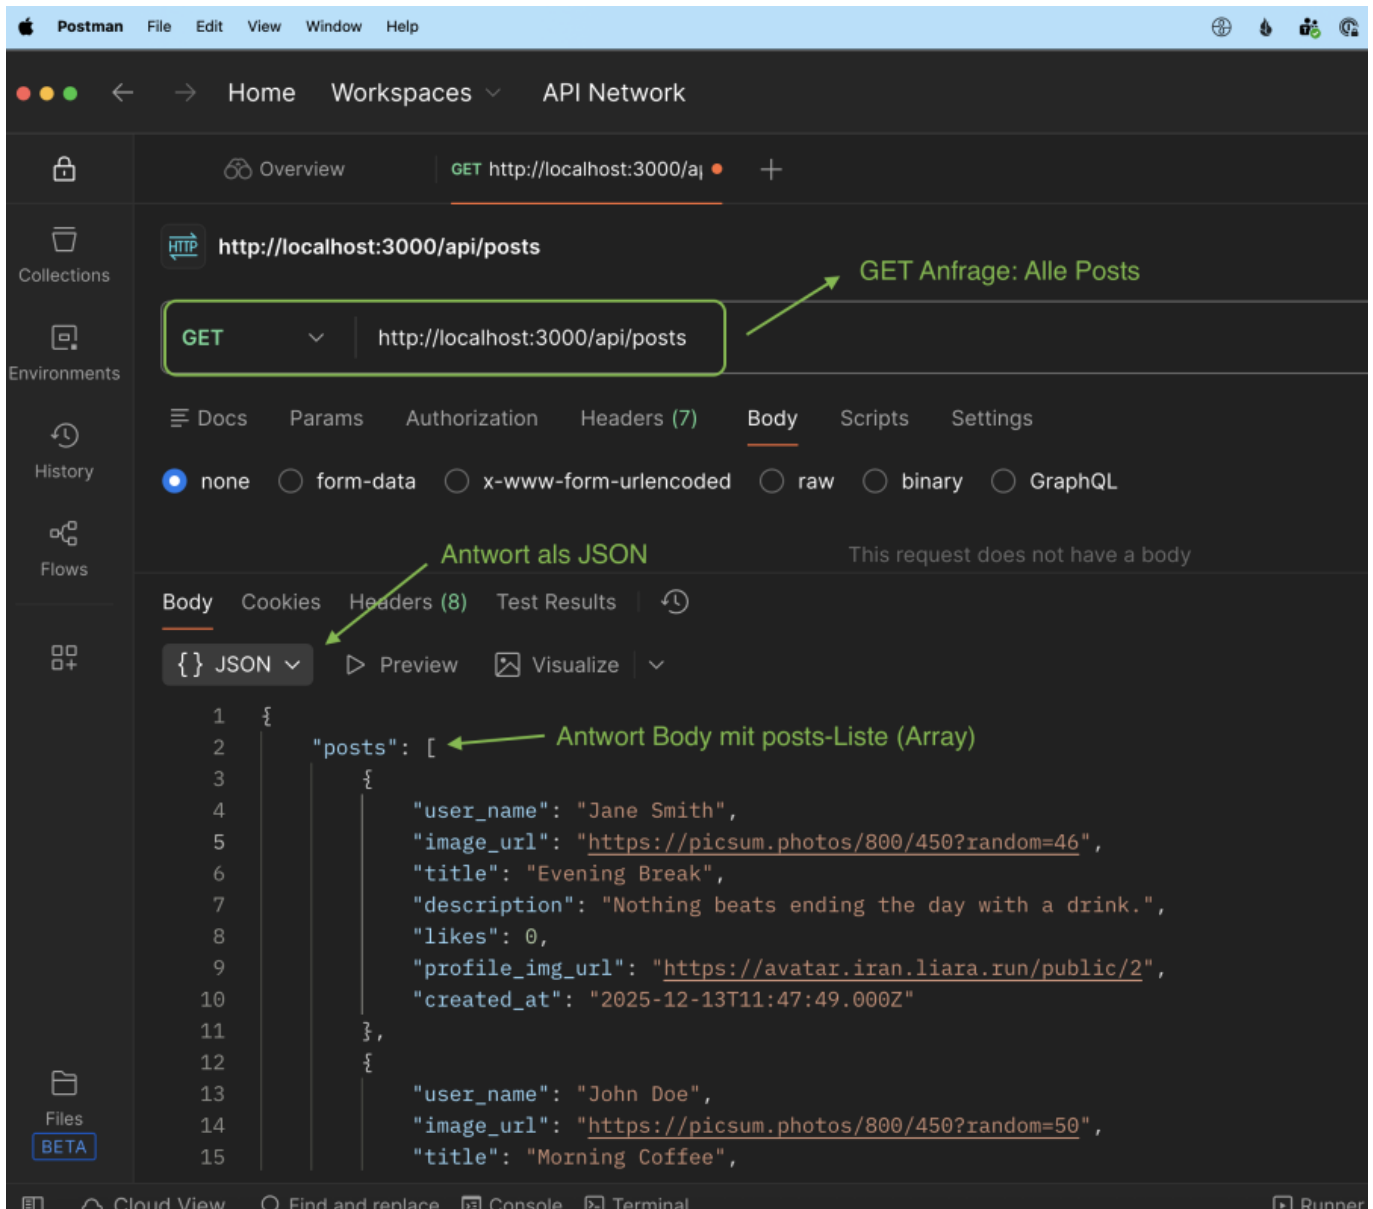 Postman File Edit View Window Help
Home Workspaces API Network
Overview GET http://localhost:3000/a
HTTP http://localhost:3000/api/posts
GET Anfrage: Alle Posts
GET http://localhost:3000/api/posts
Collections
Environments
History
Flows
Docs Params Authorization Headers (7) Body Scripts Settings
none form-data x-www-form-urlencoded raw binary GraphQL
Antwort als JSON
This request does not have a body
Body Cookies Headers (8) Test Results
{} JSON Preview Visualize
1 {
2 "posts": [
Antwort Body mit posts-Liste (Array)
3 {
4 "user_name": "Jane Smith",
5 "image_url": "https://picsum.photos/800/450?random=46",
6 "title": "Evening Break",
7 "description": "Nothing beats ending the day with a drink.",
8 "likes": 0,
9 "profile_img_url": "https://avatar.iran.liara.run/public/2",
10 "created_at": "2025-12-13T11:47:49.000Z"
11 },
12 {
13 "user_name": "John Doe",
14 "image_url": "https://picsum.photos/800/450?random=50",
15 "title": "Morning Coffee",
Files
BETA
Cloud View Find and replace Console Terminal Runner